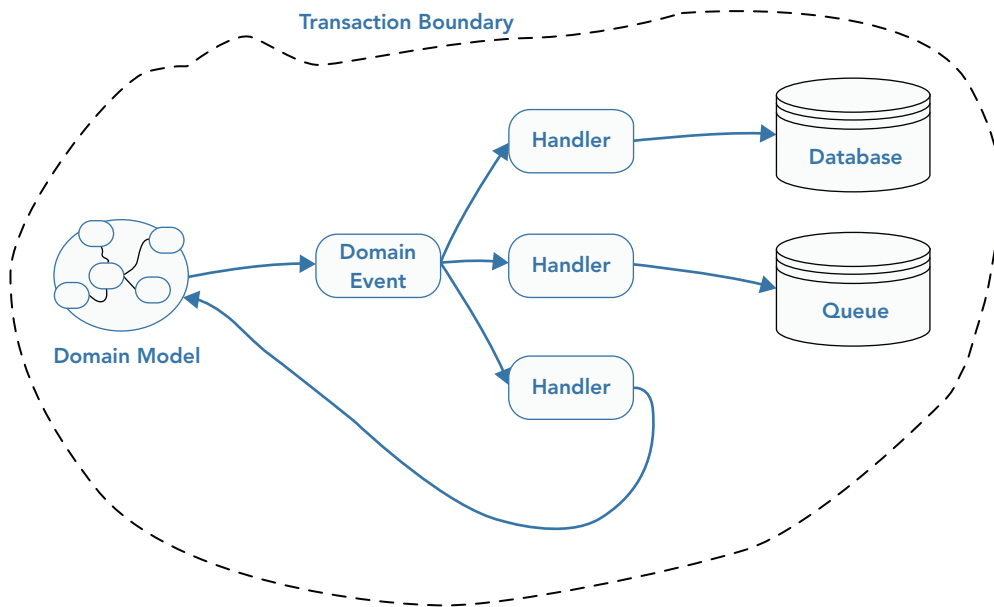 Transaction Boundary
Handler
Database
Domain
Event
Handler
Queue
Domain Model
Handler